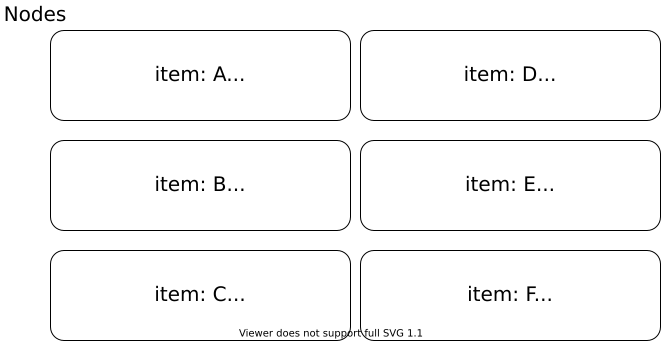 Nodes
item: A...
item: D...
item: B...
item: E...
item: C...
item: F...
Viewer does not support full SVG 1.1